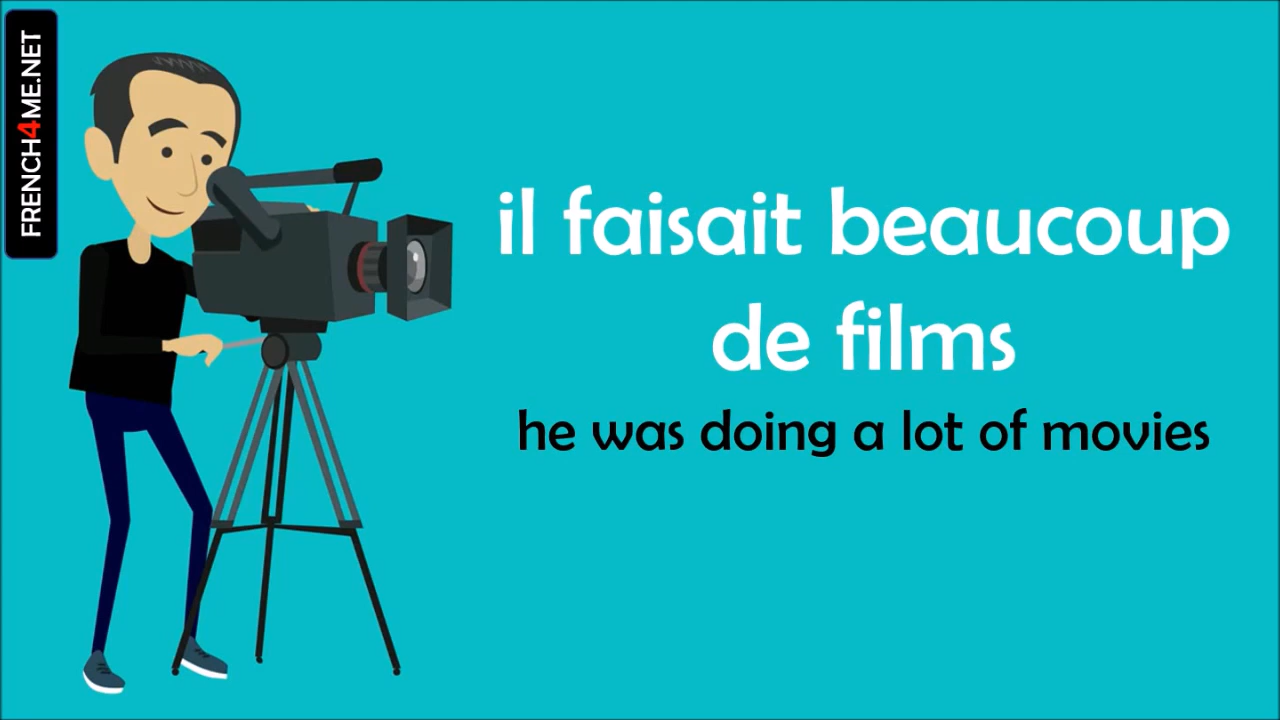 FRENCH4ME.NET
il faisait beaucoup
de films
he was doing a lot of movies